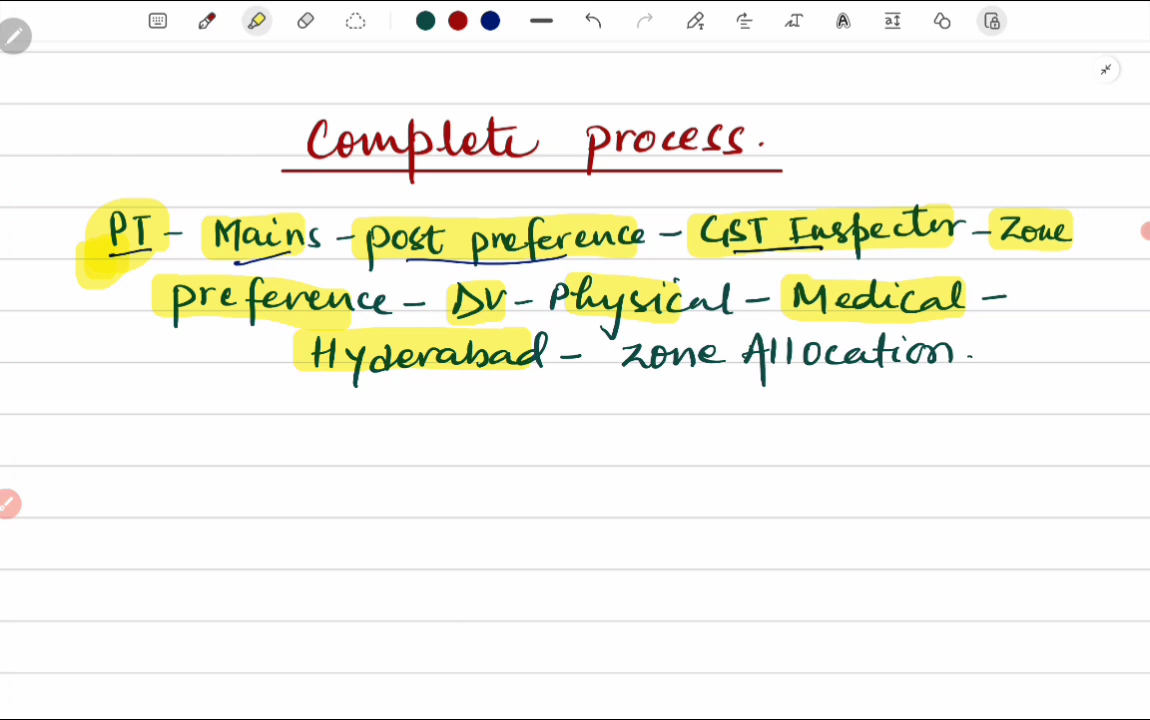 Complete process.
PT - Mains - post preference - GST Inspector - Zone
preference - DV - Physical - Medical -
Hyderabad - zone Allocation.